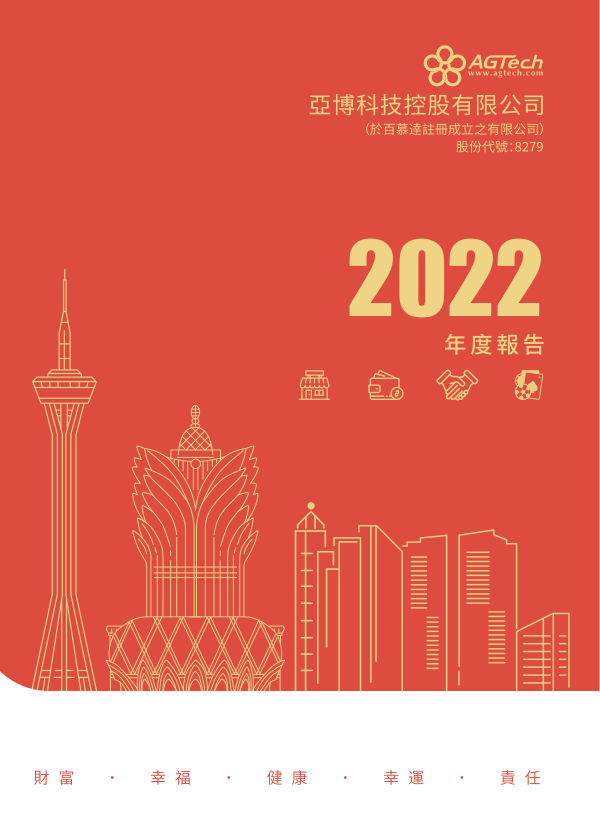 AGTech
www.agtech.com
亞博科技控股有限公司
(於百慕達註冊成立之有限公司)
股份代號：8279
2022
年度報告
財富 · 幸福 · 健康 · 幸運 · 責任